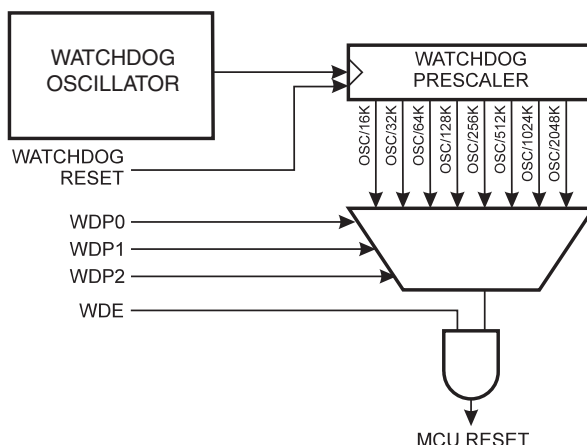 WATCHDOG
OSCILLATOR
WATCHDOG
PRESCALER
WATCHDOG
RESET
OSC/16K
OSC/32K
OSC/64K
OSC/128K
OSC/256K
OSC/512K
OSC/1024K
OSC/2048K
WDP0
WDP1
WDP2
WDE
MCU RESET